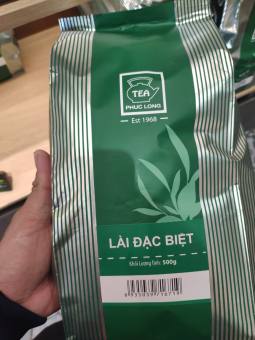 TEA
PHUC LONG
Est 1968
LÀI ĐẶC BIỆT
Khối Lượng Tịnh: 500g